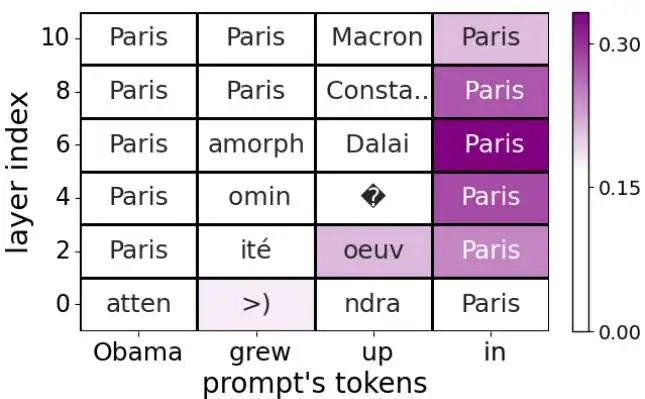 10 Paris Paris Macron Paris
8 Paris Paris Consta.. Paris
6 Paris amorph Dalai Paris
4 Paris omin � Paris
2 Paris ité oeuv Paris
0 atten >) ndra Paris
Obama grew up in
prompt's tokens
layer index
0.30
0.15
0.00